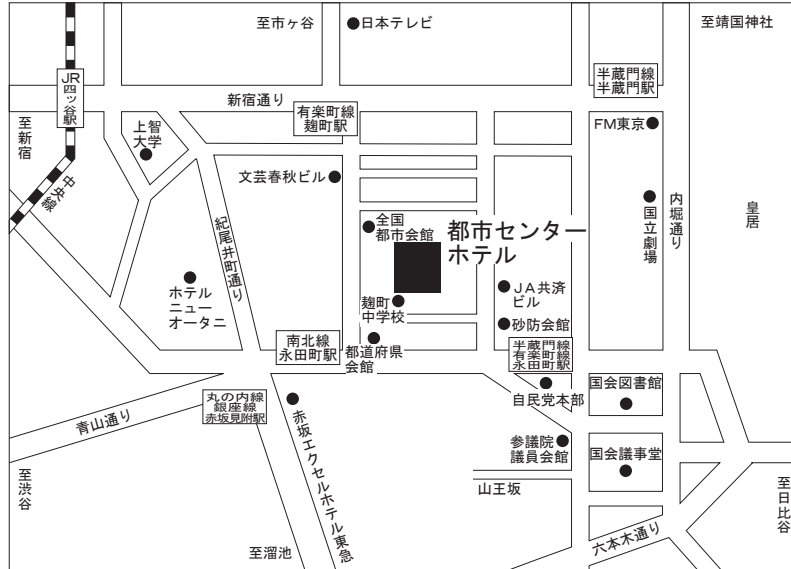 至市ヶ谷
日本テレビ
至靖国神社
JR
四ッ谷駅
半蔵門線
半蔵門駅
新宿通り
有楽町線
麹町駅
至新宿
上智
大学
FM東京
中央線
文芸春秋ビル
紀尾井町通り
全国
都市会館
都市センター
ホテル
国立劇場
内堀通り
皇居
ホテル
ニュー
オータニ
麹町
中学校
JA共済
ビル
砂防会館
南北線
永田町駅
都道府県
会館
半蔵門線
有楽町線
永田町駅
丸の内線
銀座線
赤坂見附駅
自民党本部
国会図書館
青山通り
赤坂エクセルホテル東急
参議院
議員会館
国会議事堂
至渋谷
山王坂
至日比谷
至溜池
六本木通り